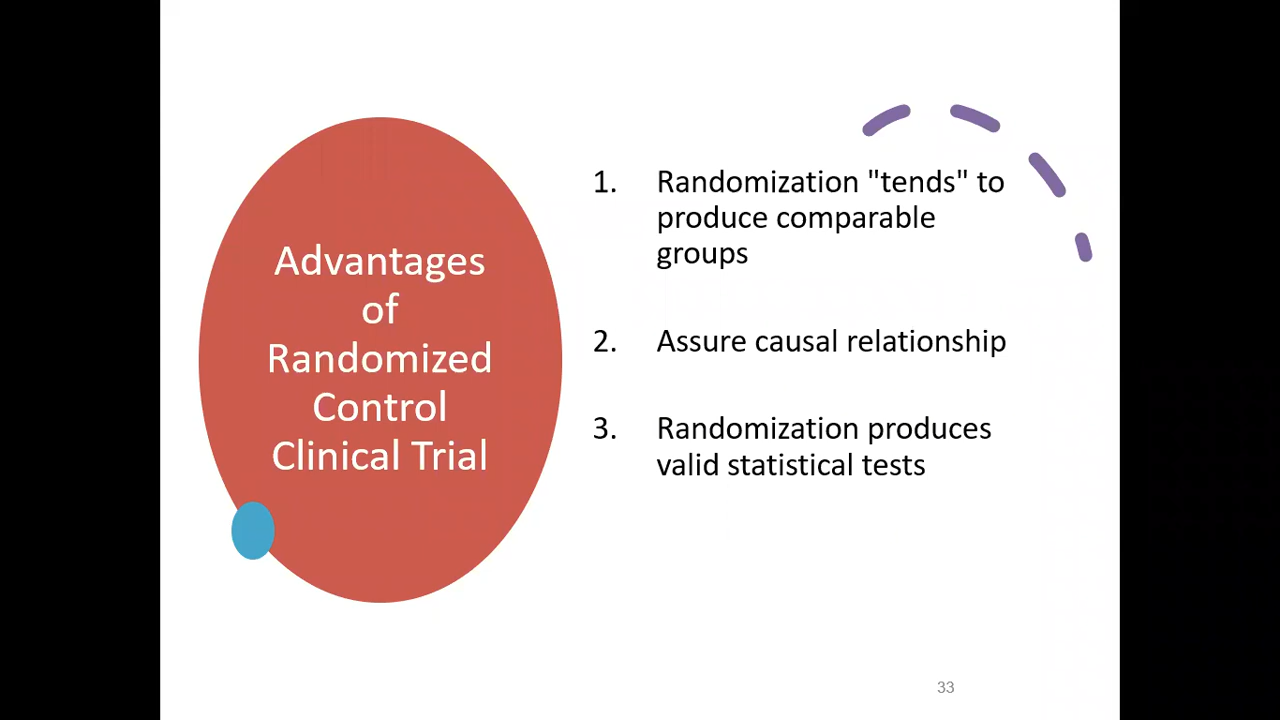 Advantages
of
Randomized
Control
Clinical Trial
1. Randomization "tends" to
produce comparable
groups
2. Assure causal relationship
3. Randomization produces
valid statistical tests
33